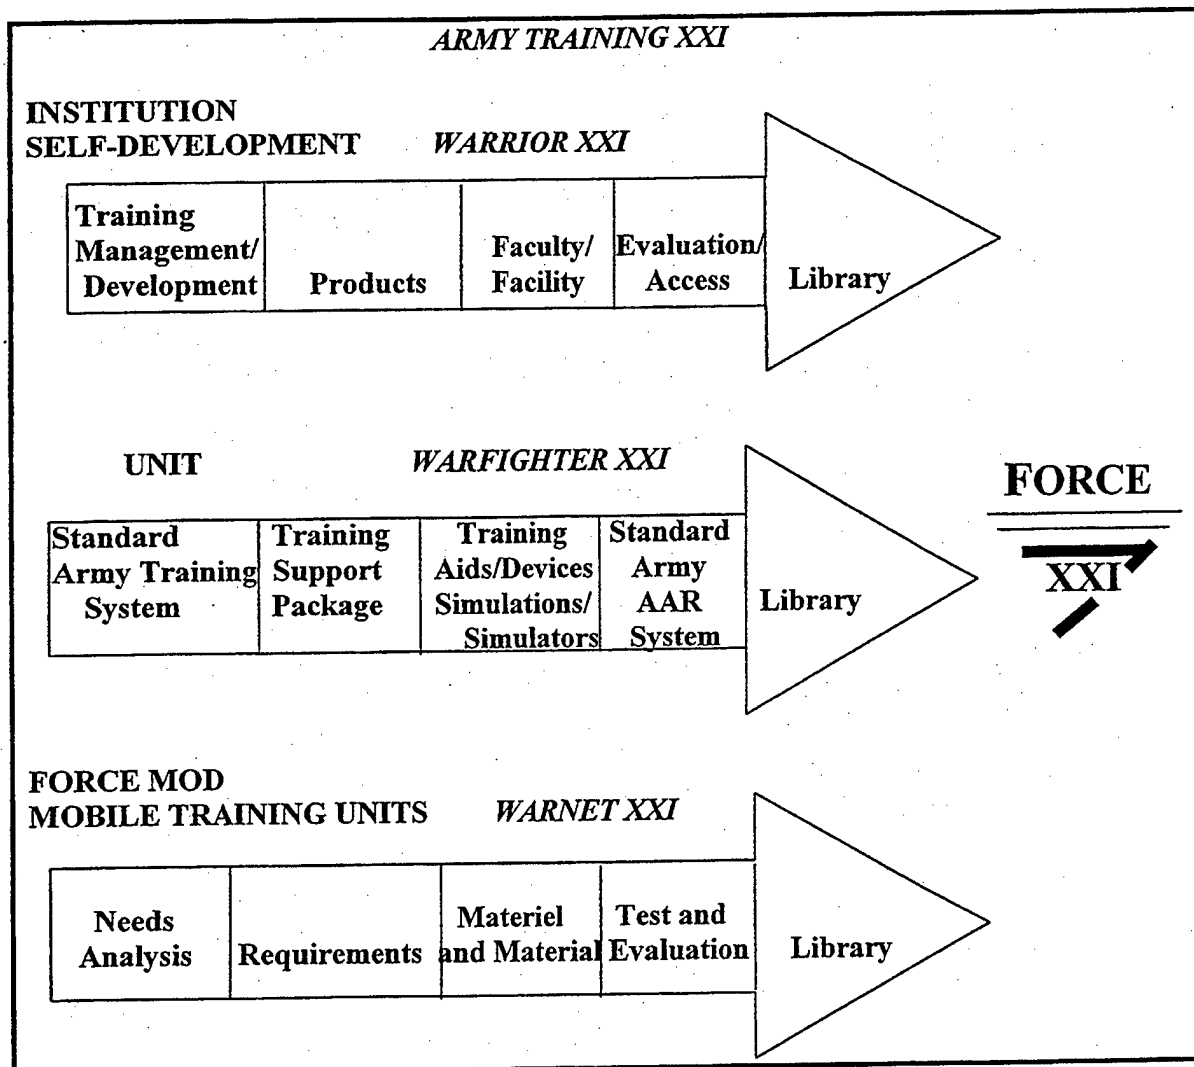 ARMY TRAINING XXI
INSTITUTION
SELF-DEVELOPMENT WARRIOR XXI
Training
Management/
Development
Products
Faculty/
Facility
Evaluation/
Access
Library
UNIT WARFIGHTER XXI
Standard
Army Training
System
Training
Support
Package
Training
Aids/Devices
Simulations/
Simulators
Standard
Army
AAR
System
Library
FORCE
XXI
FORCE MOD
MOBILE TRAINING UNITS WARNET XXI
Needs
Analysis
Requirements
Materiel
and Material
Test and
Evaluation
Library